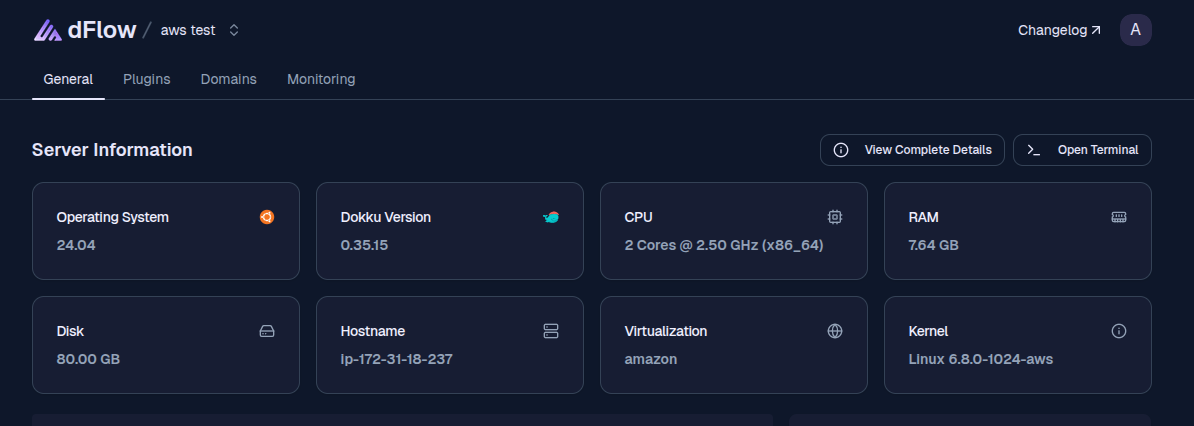 dFlow / aws test
Changelog
A
General Plugins Domains Monitoring
Server Information
View Complete Details
Open Terminal
Operating System
24.04
Dokku Version
0.35.15
CPU
2 Cores @ 2.50 GHz (x86_64)
RAM
7.64 GB
Disk
80.00 GB
Hostname
ip-172-31-18-237
Virtualization
amazon
Kernel
Linux 6.8.0-1024-aws